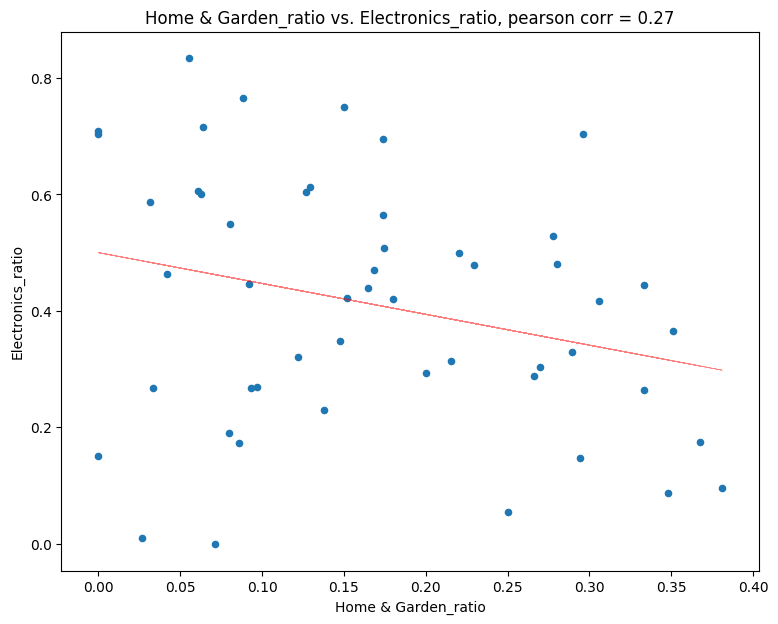 Home & Garden_ratio vs. Electronics_ratio, pearson corr = 0.27
0.8
0.6
0.4
0.2
0.0
Electronics_ratio
0.00 0.05 0.10 0.15 0.20 0.25 0.30 0.35 0.40
Home & Garden_ratio